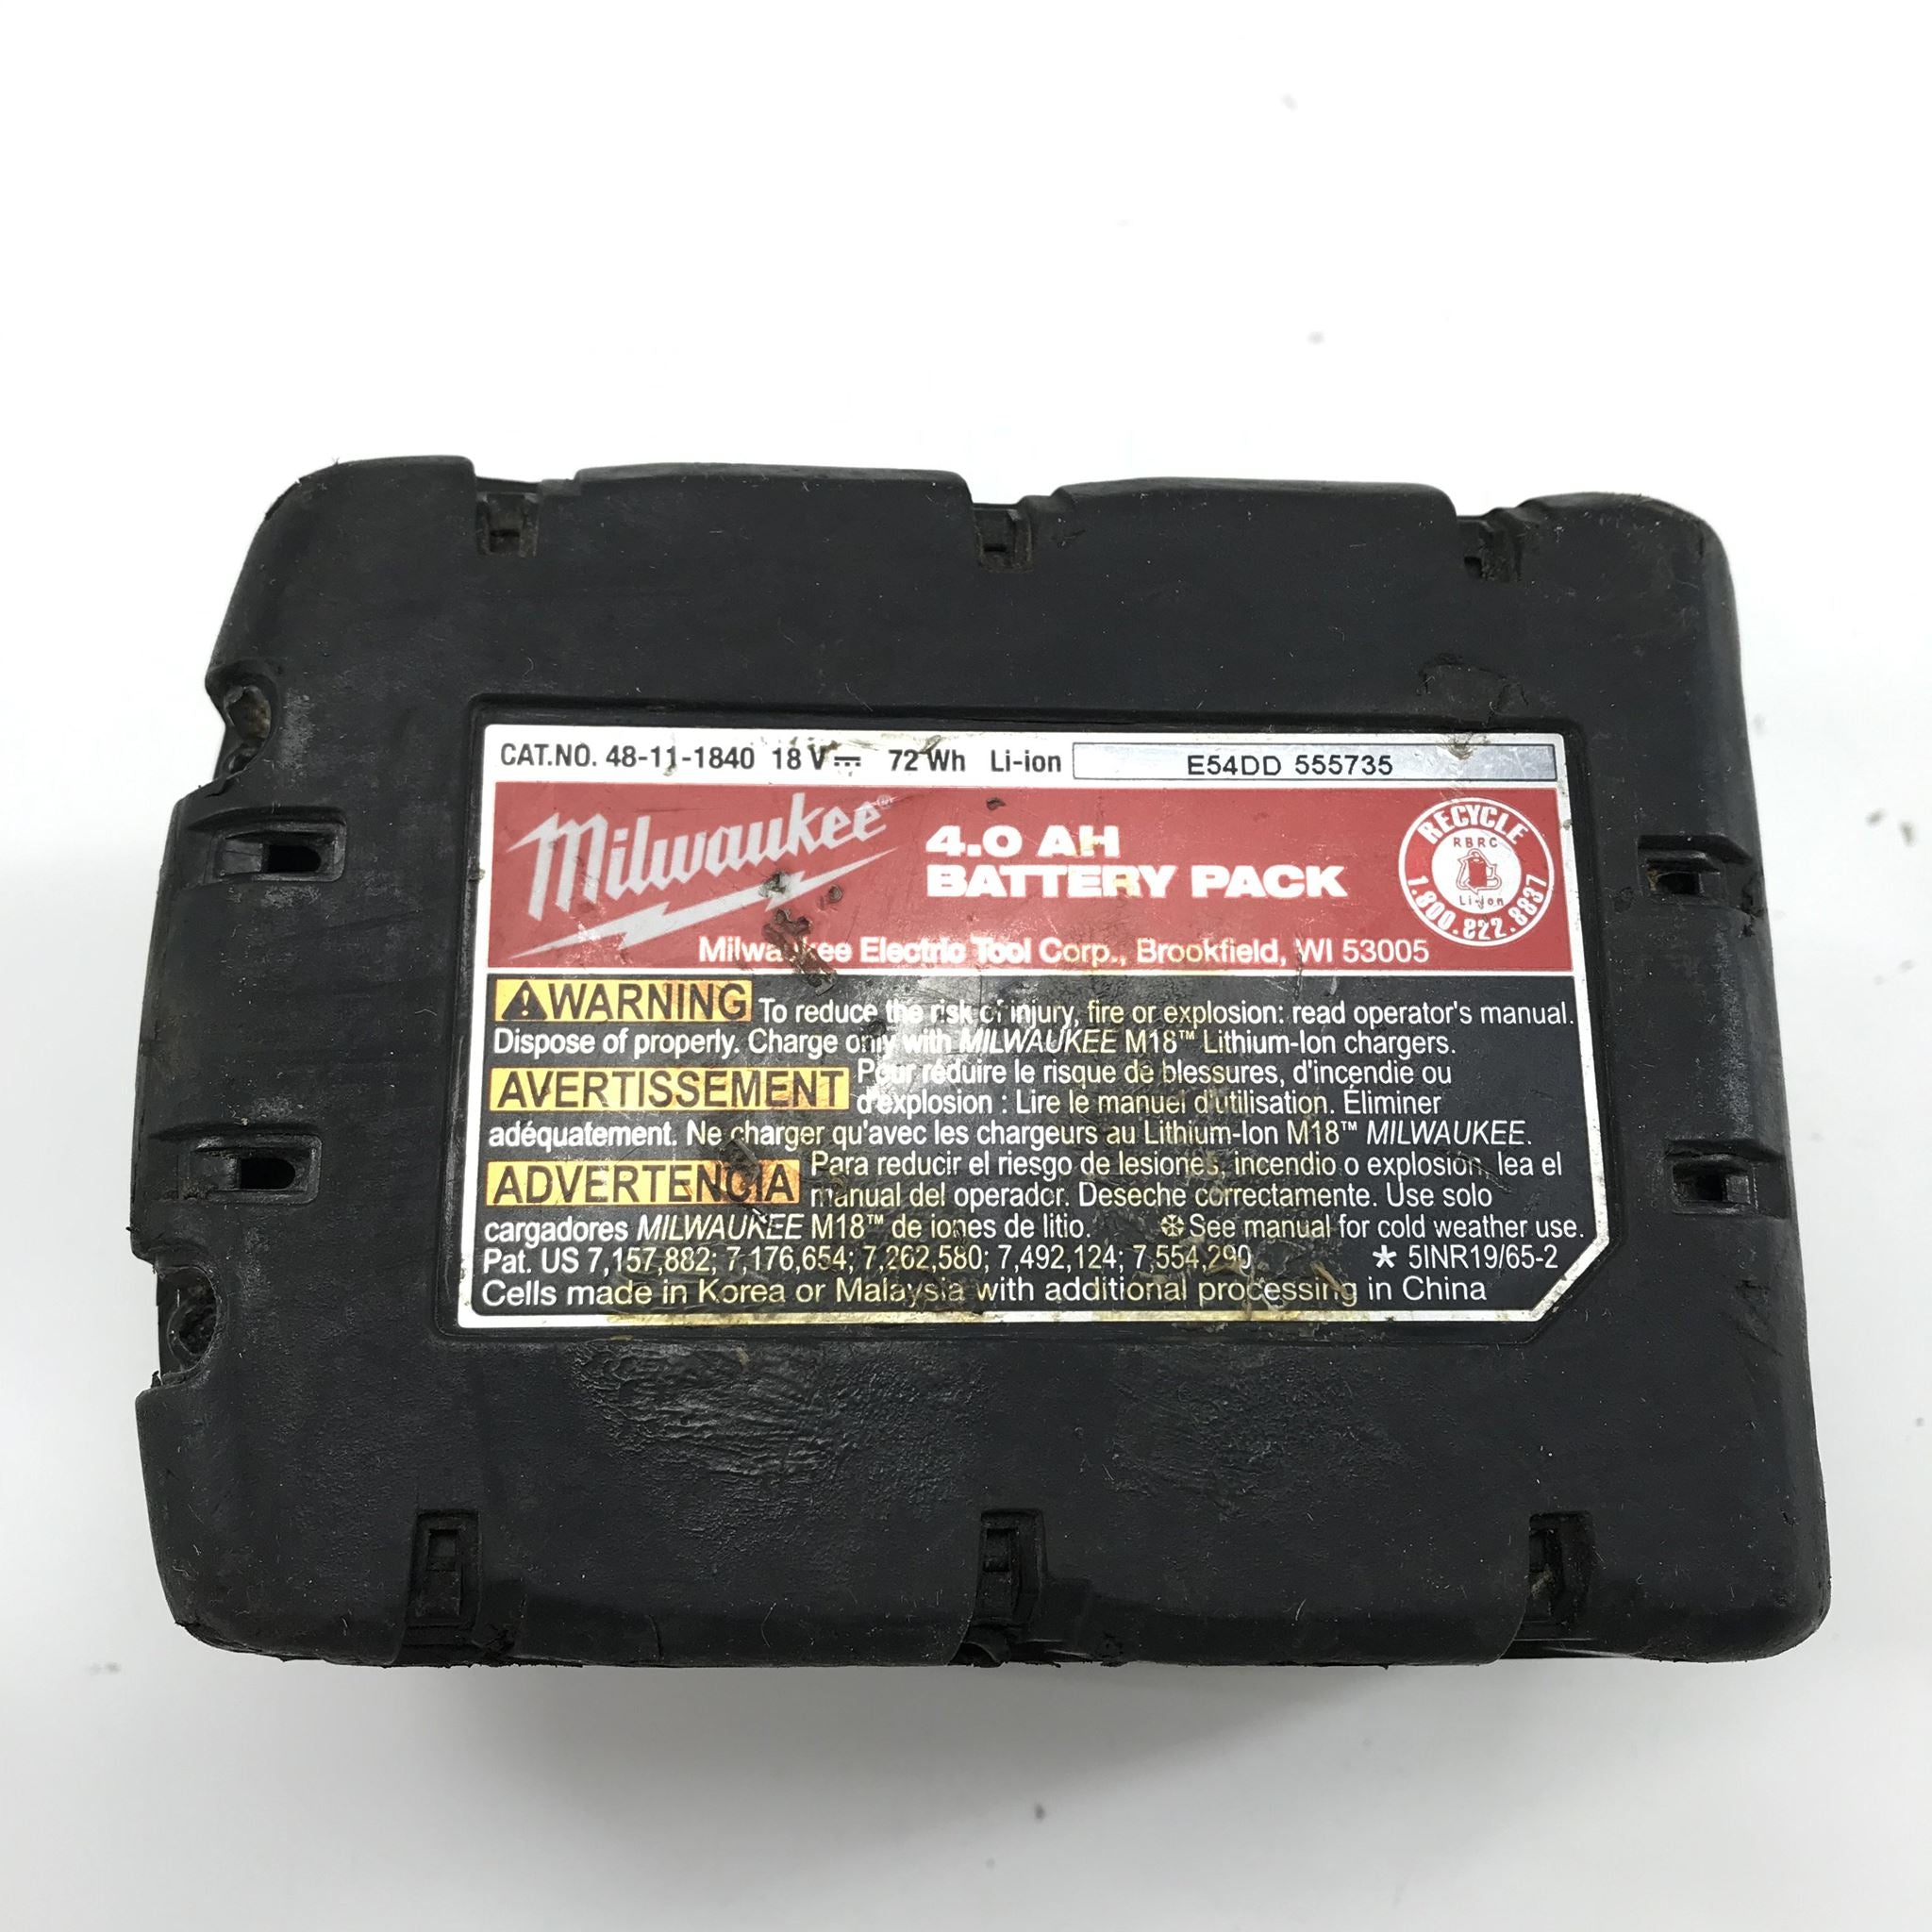 CAT.NO. 48-11-1840 18 V 72 Wh Li-ion E54DD 555735
Milwaukee®
4.0 AH
BATTERY PACK
RECYCLE
RBRC
Li-Ion
1.800.822.8837
Milwaukee Electric Tool Corp., Brookfield, WI 53005
WARNING To reduce the risk of injury, fire or explosion: read operator's manual.
Dispose of properly. Charge only with MILWAUKEE M18™ Lithium-Ion chargers.
AVERTISSEMENT Pour réduire le risque de blessures, d'incendie ou
d'explosion : Lire le manuel d'utilisation. Éliminer
adéquatement. Ne charger qu'avec les chargeurs au Lithium-Ion M18™ MILWAUKEE.
ADVERTENCIA Para reducir el riesgo de lesiones, incendio o explosión, lea el
manual del operador. Deseche correctamente. Use solo
cargadores MILWAUKEE M18™ de iones de litio. ❄See manual for cold weather use.
Pat. US 7,157,882; 7,176,654; 7,262,580; 7,492,124; 7,554,290 * 5INR19/65-2
Cells made in Korea or Malaysia with additional processing in China